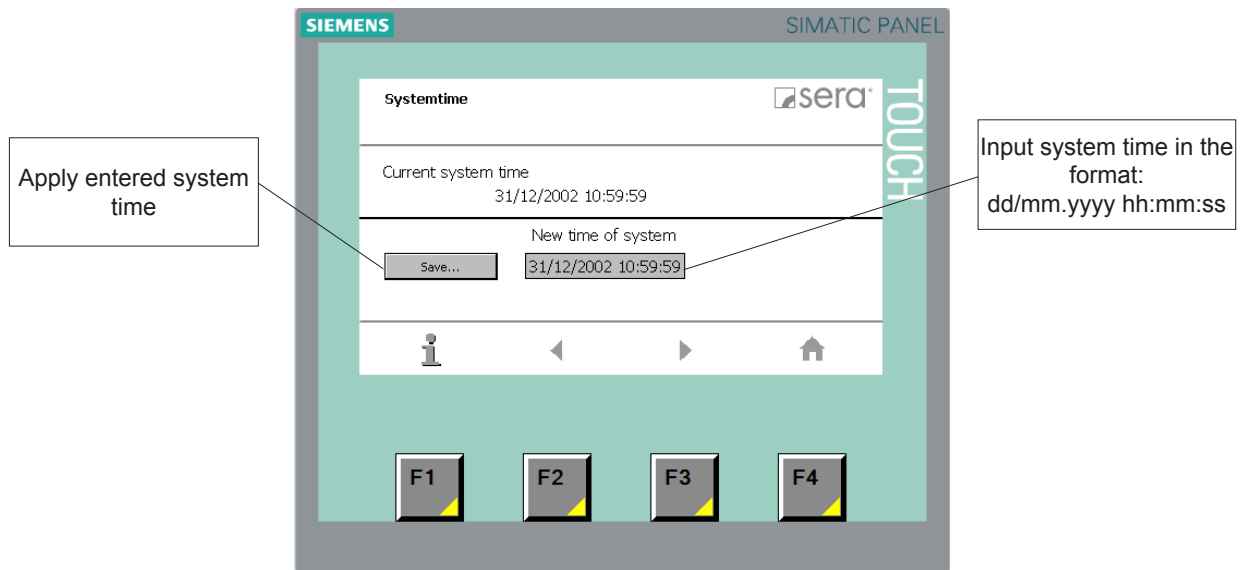 SIEMENS
SIMATIC PANEL
TOUCH
Systemtime
sera
Current system time
31/12/2002 10:59:59
New time of system
Save...
31/12/2002 10:59:59
F1
F2
F3
F4
Apply entered system
time
Input system time in the
format:
dd/mm.yyyy hh:mm:ss